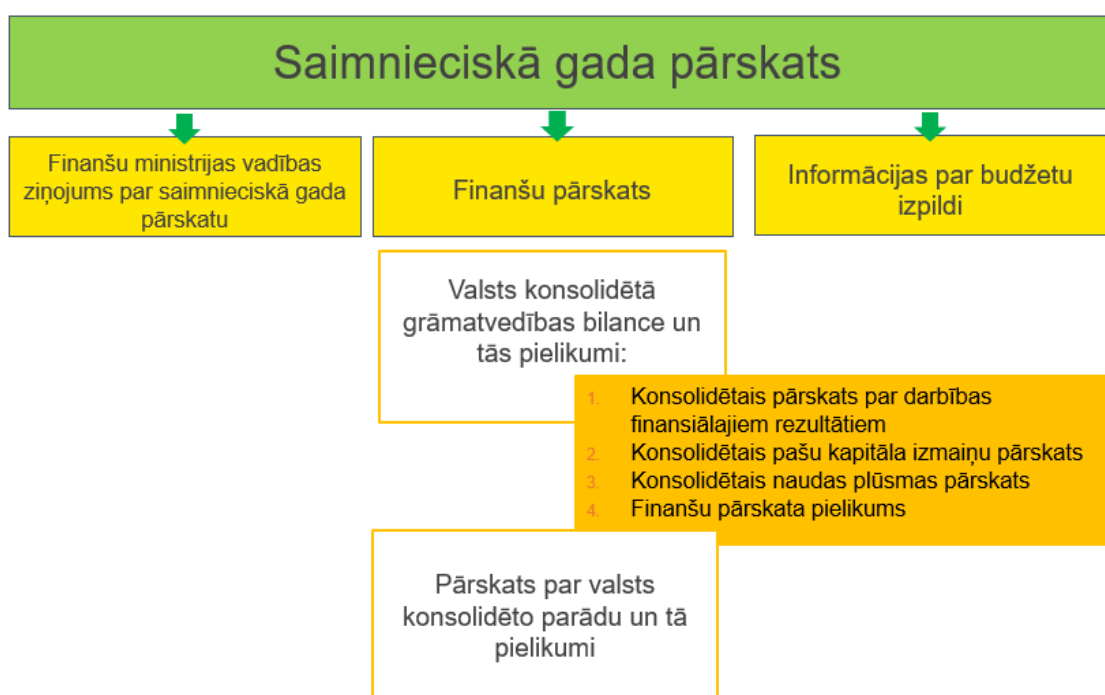 Saimnieciskā gada pārskats
Finanšu ministrijas vadības
ziņojums par saimnieciskā gada
pārskatu
Finanšu pārskats
Informācijas par budžetu
izpildi
Valsts konsolidētā
grāmatvedības bilance un
tās pielikumi:
1. Konsolidētais pārskats par darbības
finansiālajiem rezultātiem
2. Konsolidētais pašu kapitāla izmaiņu pārskats
3. Konsolidētais naudas plūsmas pārskats
4. Finanšu pārskata pielikums
Pārskats par valsts
konsolidēto parādu un tā
pielikumi